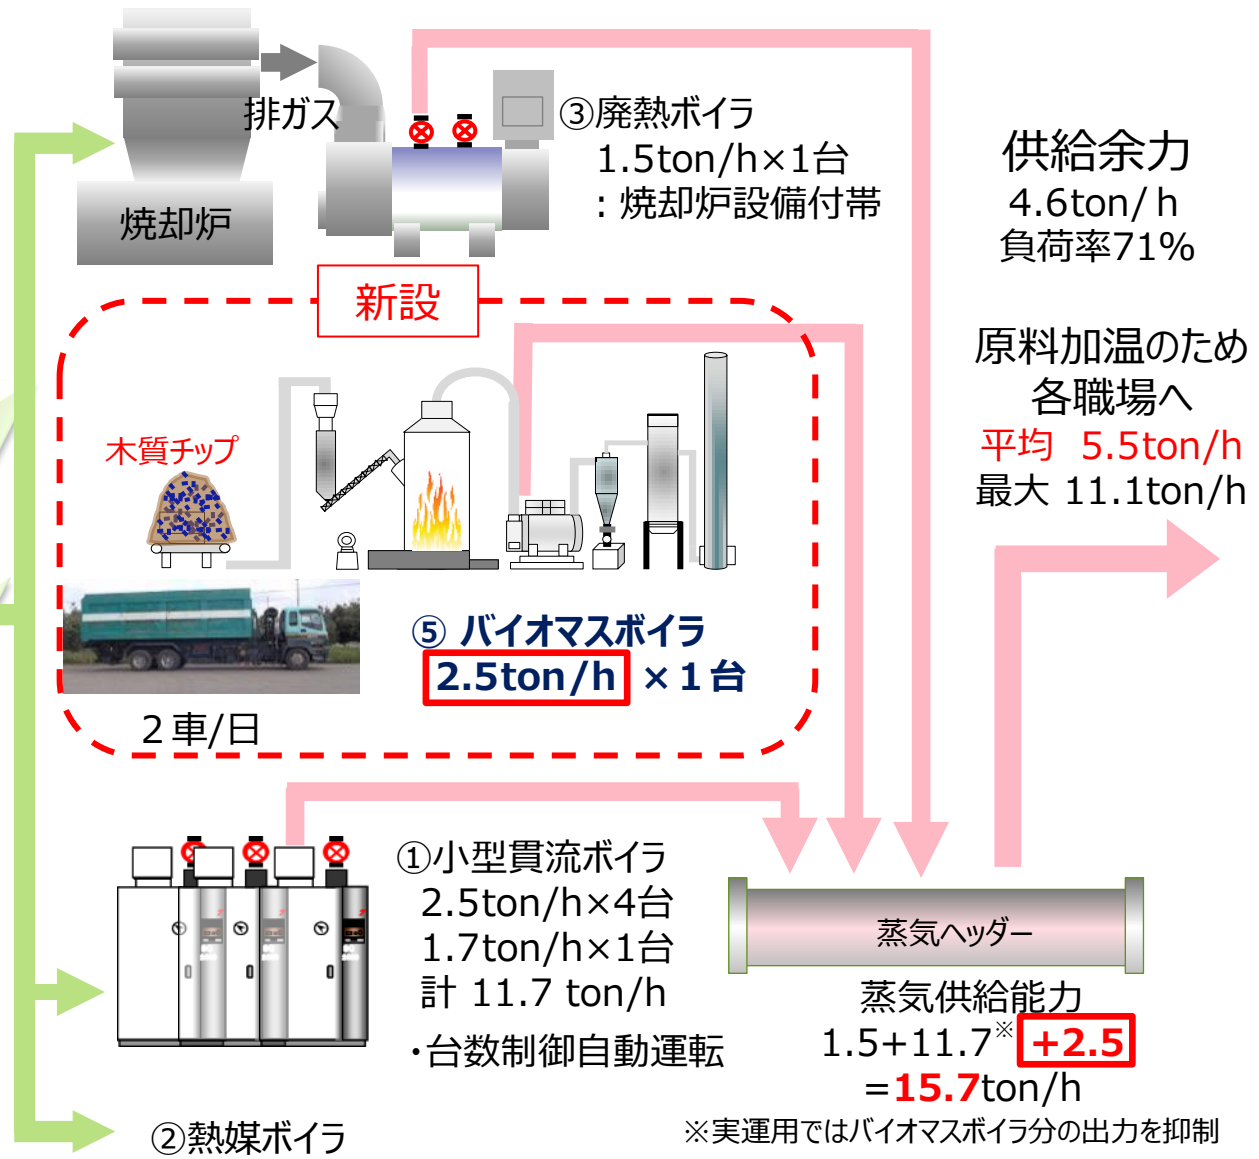 排ガス
焼却炉
③廃熱ボイラ
1.5ton/h×1台
：焼却炉設備付帯
供給余力
4.6ton/ｈ
負荷率71%
新設
原料加温のため
各職場へ
平均 5.5ton/h
最大 11.1ton/h
木質チップ
⑤ バイオマスボイラ
2.5ton/h ×１台
２車/日
①小型貫流ボイラ
2.5ton/h×4台
1.7ton/h×1台
計 11.7 ton/h
・台数制御自動運転
蒸気ヘッダー
蒸気供給能力
1.5+11.7※ +2.5
=15.7ton/h
※実運用ではバイオマスボイラ分の出力を抑制
②熱媒ボイラ